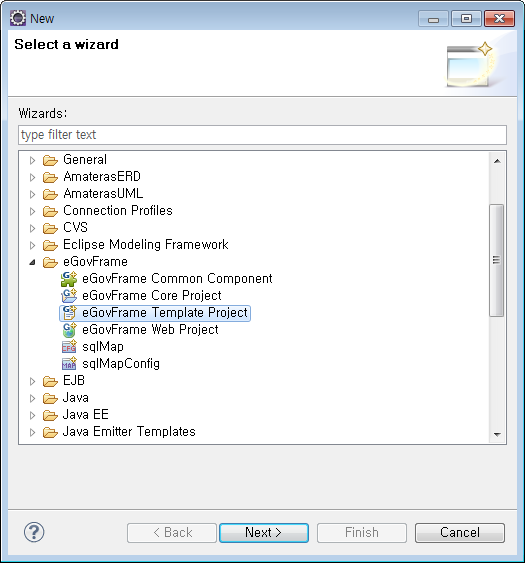 New
Select a wizard
Wizards:
type filter text
General
AmaterasERD
AmaterasUML
Connection Profiles
CVS
Eclipse Modeling Framework
eGovFrame
eGovFrame Common Component
eGovFrame Core Project
eGovFrame Template Project
eGovFrame Web Project
sqlMap
sqlMapConfig
EJB
Java
Java EE
Java Emitter Templates
< Back
Next >
Finish
Cancel